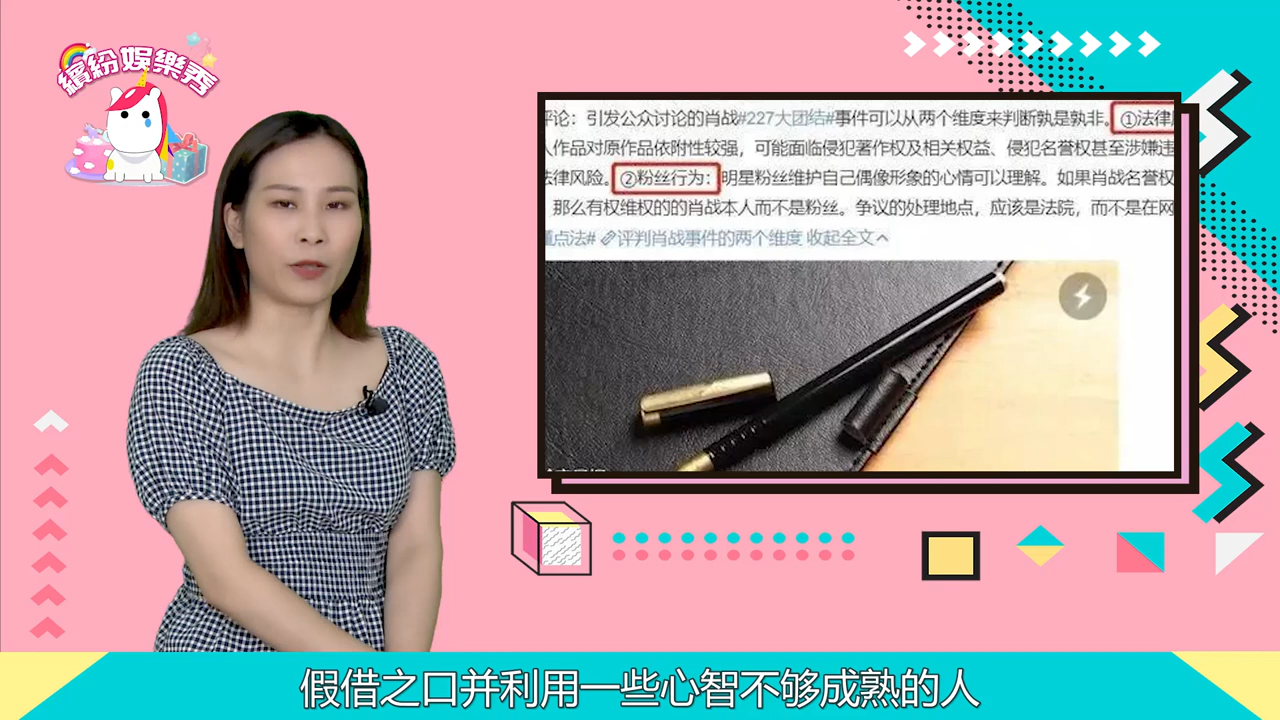 繽紛娛樂秀
评论：引发公众讨论的肖战#227大团结#事件可以从两个维度来判断孰是孰非。①法律
人作品对原作品依附性较强，可能面临侵犯著作权及相关权益、侵犯名誉权甚至涉嫌违
法律风险。②粉丝行为：明星粉丝维护自己偶像形象的心情可以理解。如果肖战名誉权
那么有权维权的的肖战本人而不是粉丝。争议的处理地点，应该是法院，而不是在网
点法# 评判肖战事件的两个维度 收起全文
假借之口并利用一些心智不够成熟的人